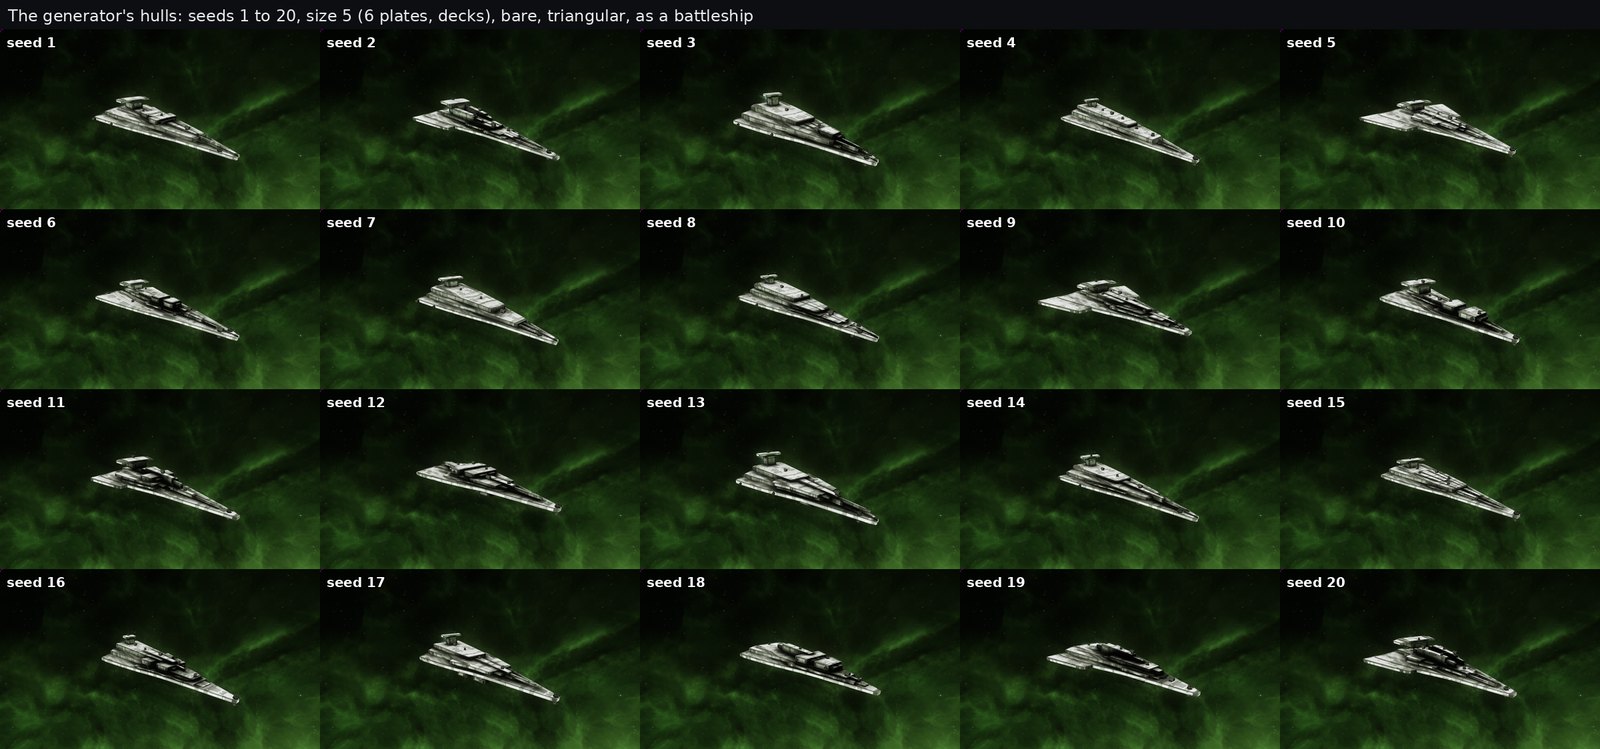 The generator's hulls: seeds 1 to 20, size 5 (6 plates, decks), bare, triangular, as a battleship
seed 1
seed 2
seed 3
seed 4
seed 5
seed 6
seed 7
seed 8
seed 9
seed 10
seed 11
seed 12
seed 13
seed 14
seed 15
seed 16
seed 17
seed 18
seed 19
seed 20